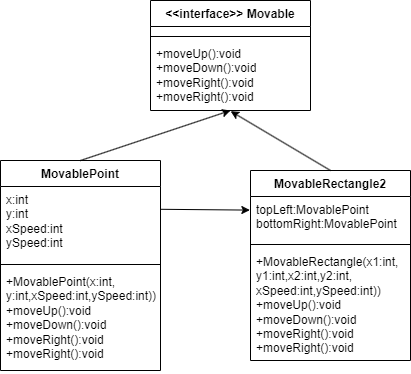 <<interface>> Movable
+moveUp():void
+moveDown():void
+moveRight():void
+moveRight():void
MovablePoint
x:int
y:int
xSpeed:int
ySpeed:int
+MovablePoint(x:int,
y:int,xSpeed:int,ySpeed:int))
+moveUp():void
+moveDown():void
+moveRight():void
+moveRight():void
MovableRectangle2
topLeft:MovablePoint
bottomRight:MovablePoint
+MovableRectangle(x1:int,
y1:int,x2:int,y2:int,
xSpeed:int,ySpeed:int))
+moveUp():void
+moveDown():void
+moveRight():void
+moveRight():void